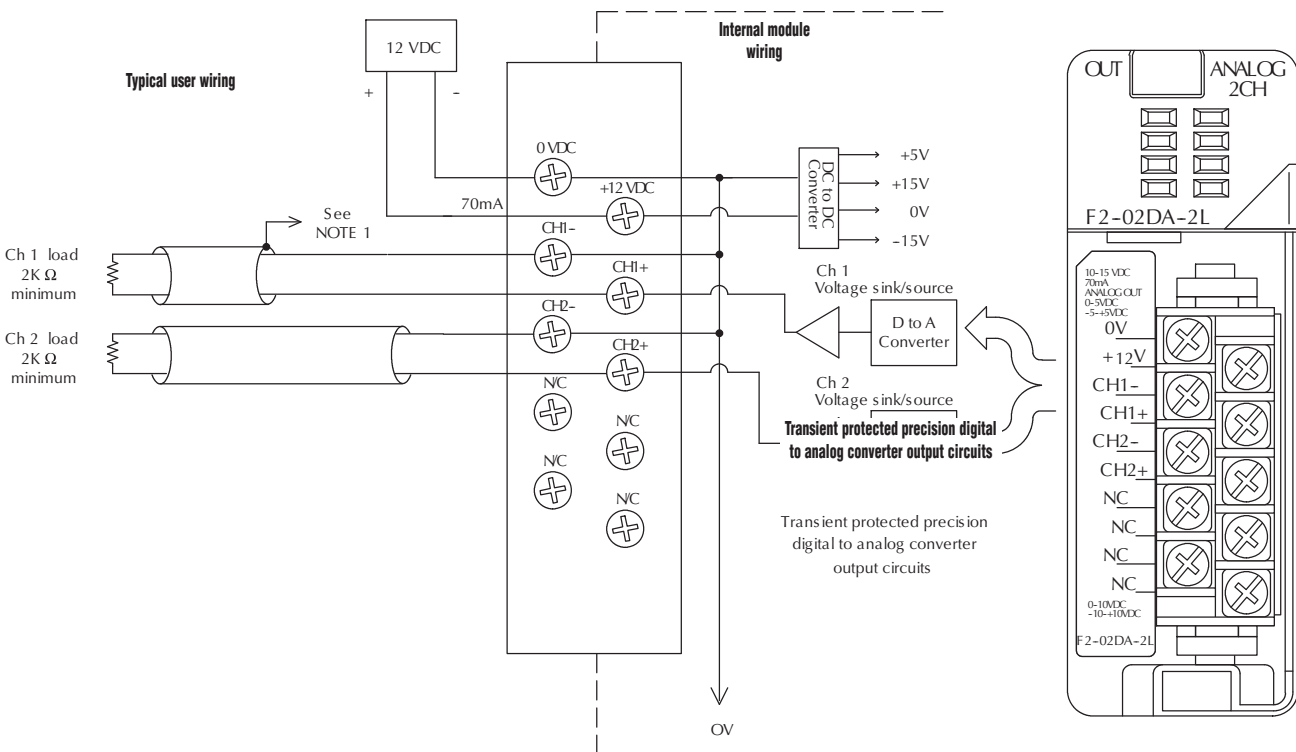 Typical user wiring
12 VDC
+
-
Internal module
wiring
0 VDC
+12 VDC
70mA
See
NOTE 1
CH1-
CH1+
CH2-
CH2+
N/C
N/C
N/C
N/C
Ch 1 load
2K Ω
minimum
Ch 2 load
2K Ω
minimum
DC to DC
Converter
+5V
+15V
0V
-15V
Ch 1
Voltage sink/source
D to A
Converter
Ch 2
Voltage sink/source
Transient protected precision digital
to analog converter output circuits
Transient protected precision
digital to analog converter
output circuits
OV
OUT
ANALOG
2CH
F2-02DA-2L
10-15 VDC
70mA
ANALOG OUT
0-5VDC
-5-+5VDC
0V
+12V
CH1-
CH1+
CH2-
CH2+
NC
NC
NC
NC
0-10VDC
-10-+10VDC
F2-02DA-2L